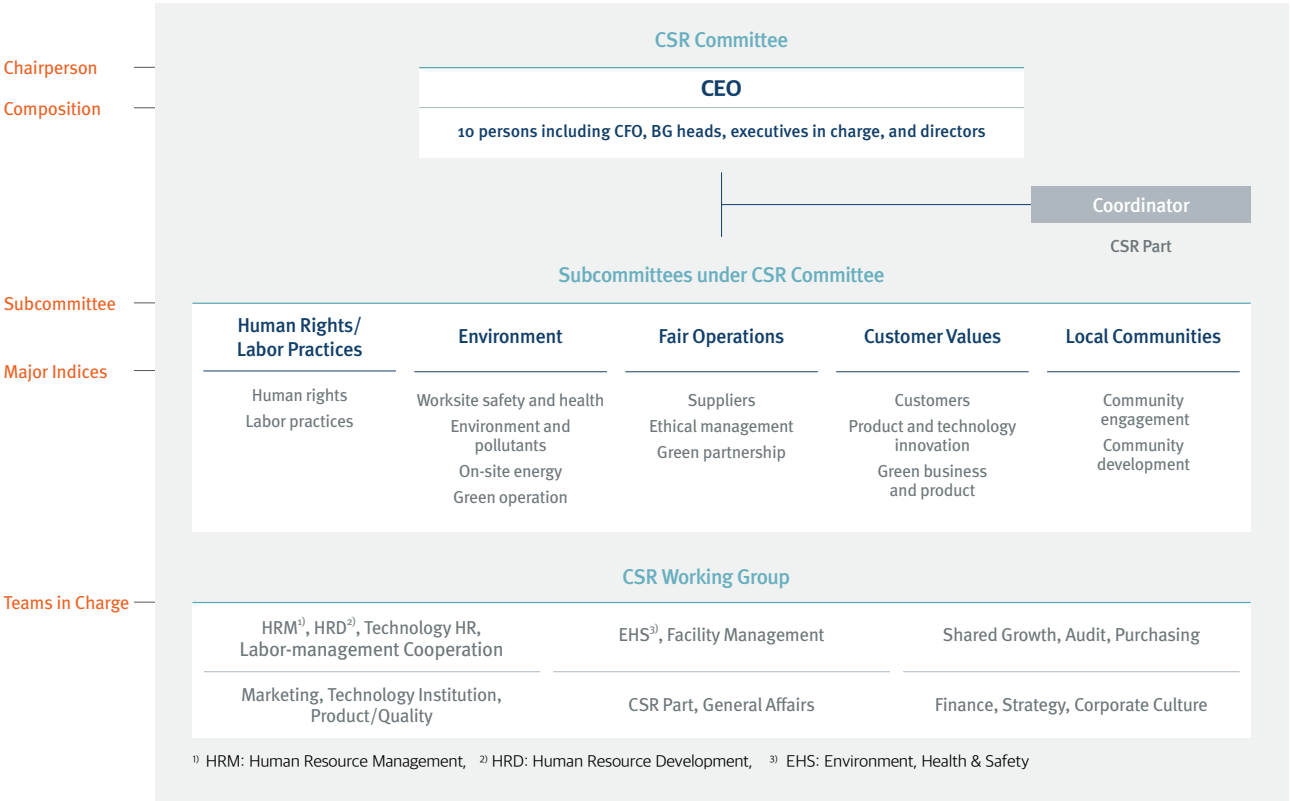 CSR Committee
Chairperson
CEO
Composition
10 persons including CFO, BG heads, executives in charge, and directors
Coordinator
CSR Part
Subcommittees under CSR Committee
Subcommittee
Human Rights/
Labor Practices
Environment
Fair Operations
Customer Values
Local Communities
Major Indices
Human rights
Labor practices
Worksite safety and health
Environment and
pollutants
On-site energy
Green operation
Suppliers
Ethical management
Green partnership
Customers
Product and technology
innovation
Green business
and product
Community
engagement
Community
development
CSR Working Group
Teams in Charge
HRM1), HRD2), Technology HR,
Labor-management Cooperation
EHS3), Facility Management
Shared Growth, Audit, Purchasing
Marketing, Technology Institution,
Product/Quality
CSR Part, General Affairs
Finance, Strategy, Corporate Culture
1) HRM: Human Resource Management, 2) HRD: Human Resource Development, 3) EHS: Environment, Health & Safety